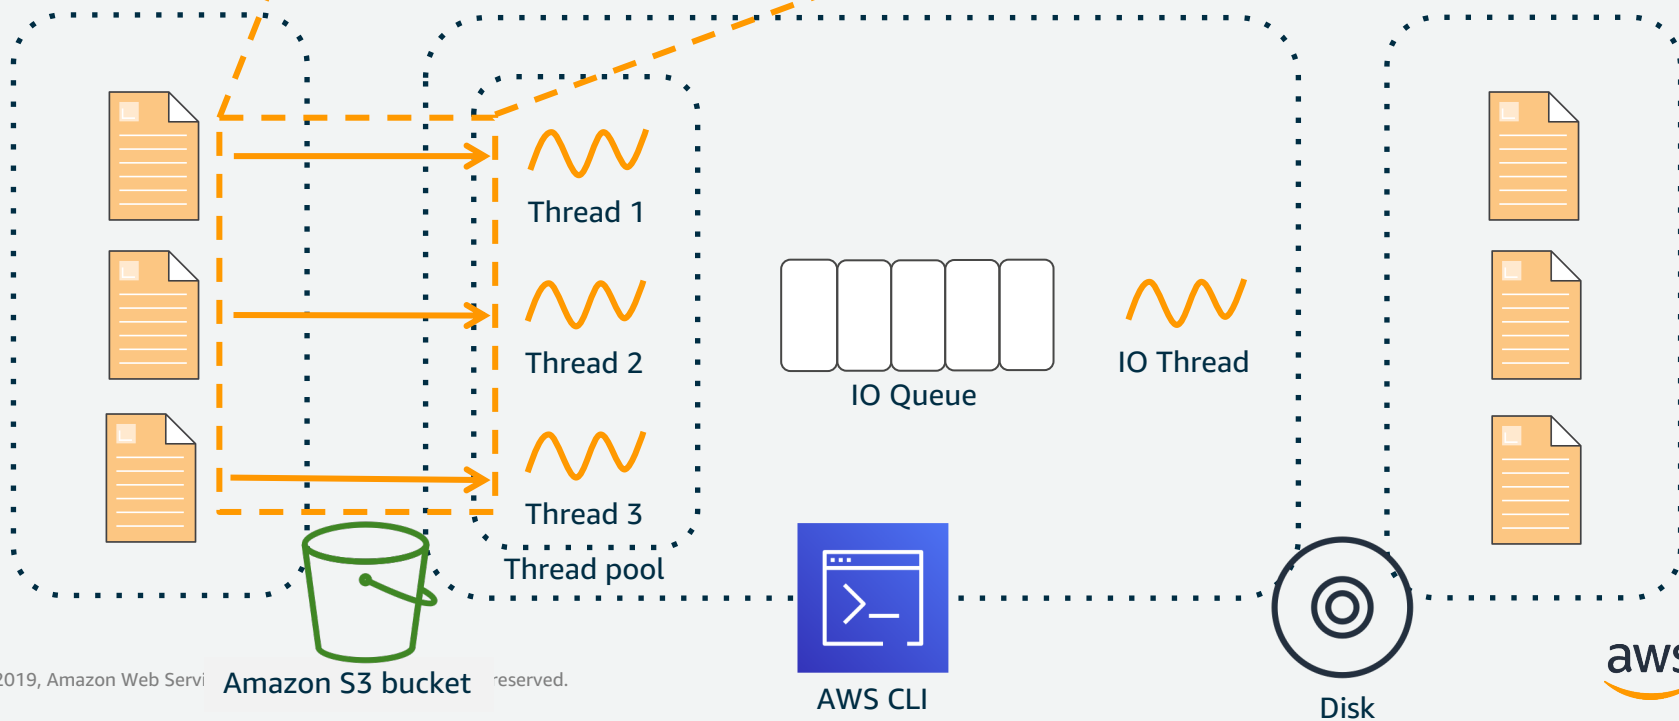 Thread 1
Thread 2
Thread 3
Thread pool
IO Queue
IO Thread
Amazon S3 bucket
AWS CLI
Disk
2019, Amazon Web Servi
reserved.
aws